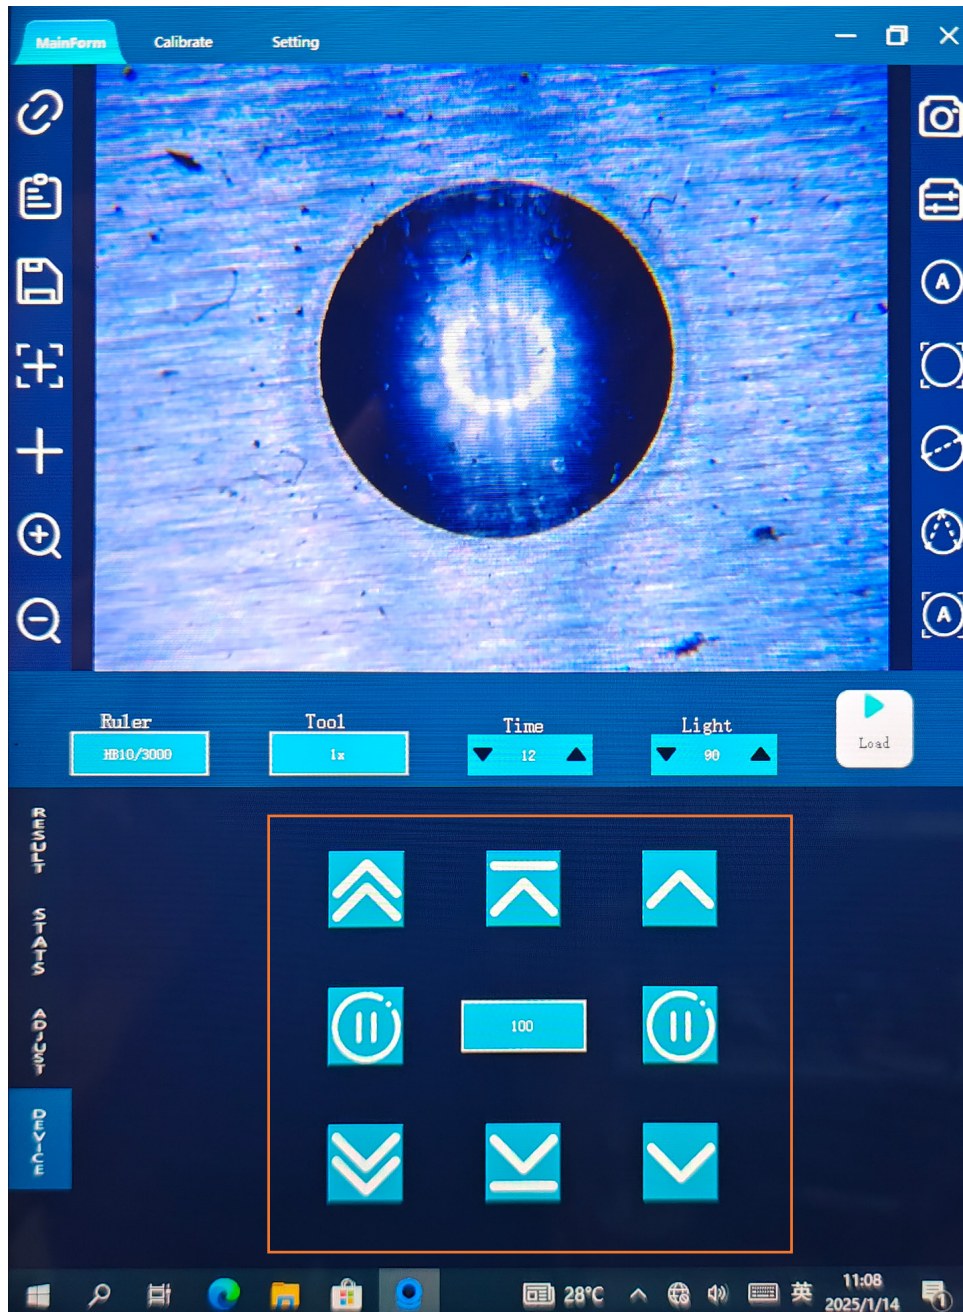 MainForm Calibrate Setting
A
A
Ruler Tool Time Light
HB10/3000 1x 12 90 Load
RESULT
STATS
ADJUST
DEVICE
100
28°C 英 11:08
2025/1/14
1